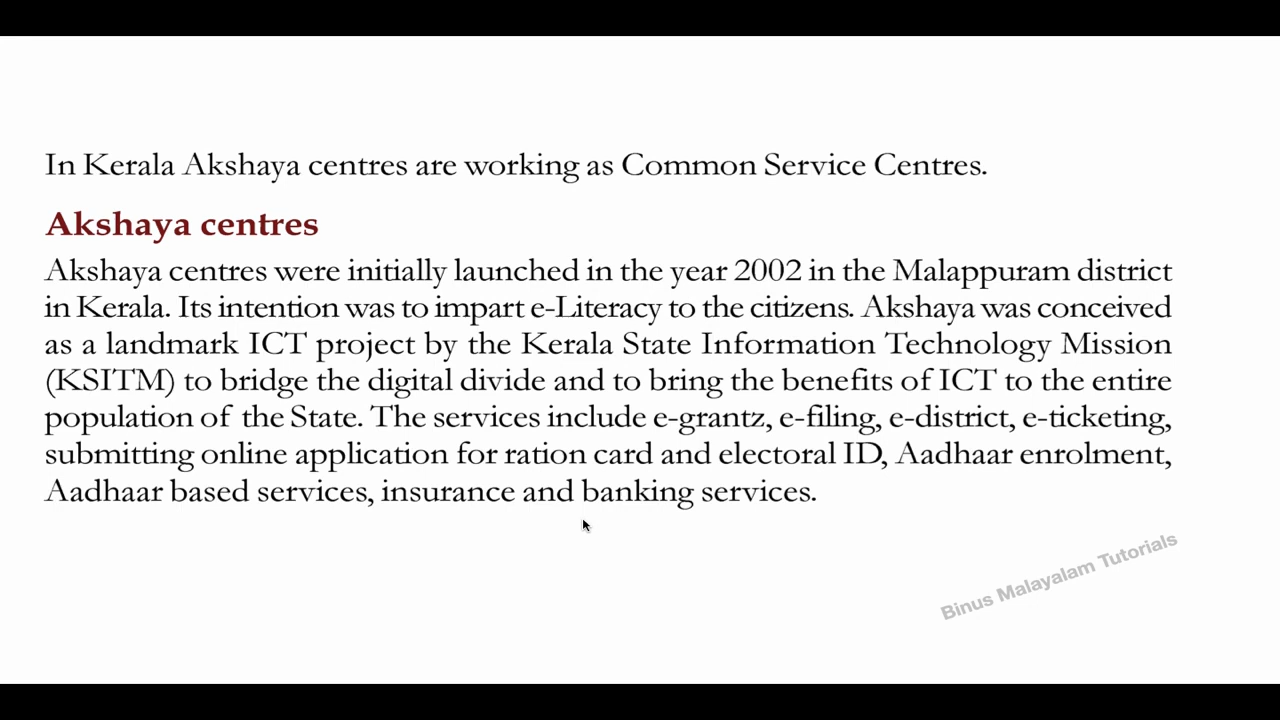 In Kerala Akshaya centres are working as Common Service Centres.
Akshaya centres
Akshaya centres were initially launched in the year 2002 in the Malappuram district
in Kerala. Its intention was to impart e-Literacy to the citizens. Akshaya was conceived
as a landmark ICT project by the Kerala State Information Technology Mission
(KSITM) to bridge the digital divide and to bring the benefits of ICT to the entire
population of the State. The services include e-grantz, e-filing, e-district, e-ticketing,
submitting online application for ration card and electoral ID, Aadhaar enrolment,
Aadhaar based services, insurance and banking services.
Binus Malayalam Tutorials